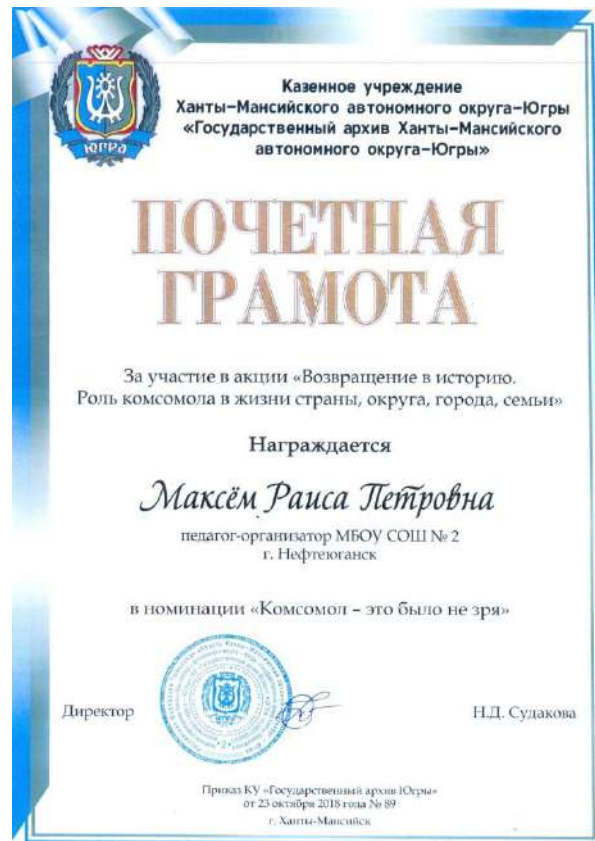 ЮГРА
Казенное учреждение
Ханты-Мансийского автономного округа-Югры
«Государственный архив Ханты-Мансийского
автономного округа-Югры»
ПОЧЕТНАЯ
ГРАМОТА
За участие в акции «Возвращение в историю.
Роль комсомола в жизни страны, округа, города, семьи»
Награждается
Максём Раиса Петровна
педагог-организатор МБОУ СОШ № 2
г. Нефтеюганск
в номинации «Комсомол – это было не зря»
Директор
Н.Д. Судакова
Приказ КУ «Государственный архив Югры»
от 23 октября 2018 года № 89
г. Ханты-Мансийск